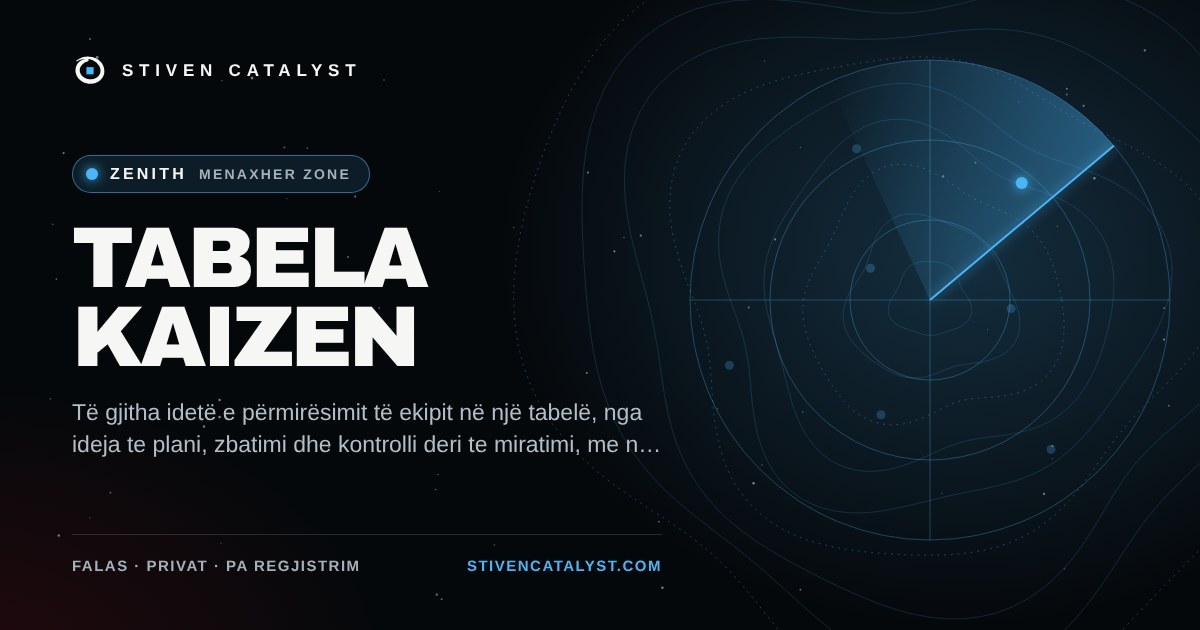 STIVEN CATALYST
ZENITH MENAXHER ZONE
TABELA
KAIZEN
Të gjitha idetë e përmirësimit të ekipit në një tabelë, nga
ideja te plani, zbatimi dhe kontrolli deri te miratimi, me n…
FALAS · PRIVAT · PA REGJISTRIM
STIVENCATALYST.COM